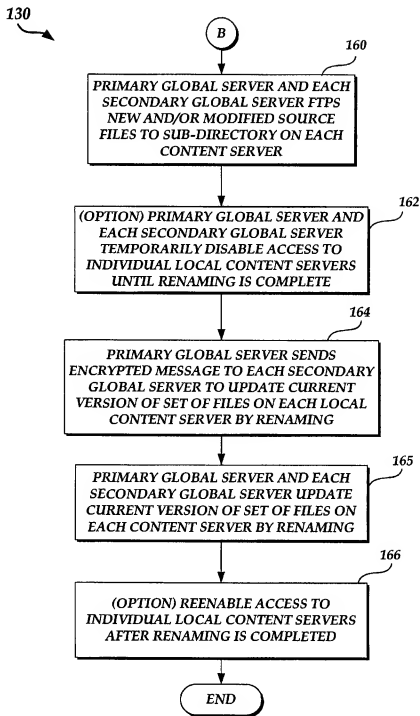 130
B
160
PRIMARY GLOBAL SERVER AND EACH
SECONDARY GLOBAL SERVER FTPS
NEW AND/OR MODIFIED SOURCE
FILES TO SUB-DIRECTORY ON EACH
CONTENT SERVER
162
(OPTION) PRIMARY GLOBAL SERVER AND
EACH SECONDARY GLOBAL SERVER
TEMPORARILY DISABLE ACCESS TO
INDIVIDUAL LOCAL CONTENT SERVERS
UNTIL RENAMING IS COMPLETE
164
PRIMARY GLOBAL SERVER SENDS
ENCRYPTED MESSAGE TO EACH SECONDARY
GLOBAL SERVER TO UPDATE CURRENT
VERSION OF SET OF FILES ON EACH LOCAL
CONTENT SERVER BY RENAMING
165
PRIMARY GLOBAL SERVER AND EACH
SECONDARY GLOBAL SERVER UPDATE
CURRENT VERSION OF SET OF FILES ON
EACH CONTENT SERVER BY RENAMING
166
(OPTION) REENABLE ACCESS TO
INDIVIDUAL LOCAL CONTENT SERVERS
AFTER RENAMING IS COMPLETED
END